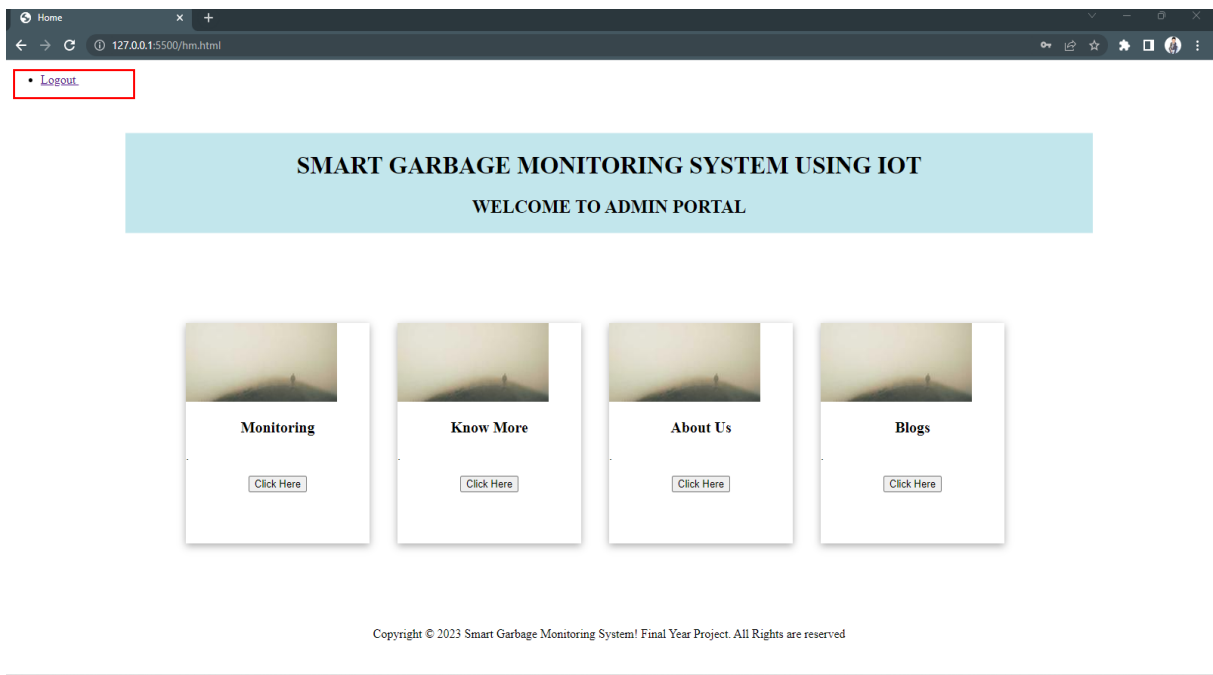 Home
127.0.0.1:5500/hm.html
Logout
SMART GARBAGE MONITORING SYSTEM USING IOT
WELCOME TO ADMIN PORTAL
Monitoring Know More About Us Blogs
. . . .
Click Here Click Here Click Here Click Here
Copyright © 2023 Smart Garbage Monitoring System! Final Year Project. All Rights are reserved